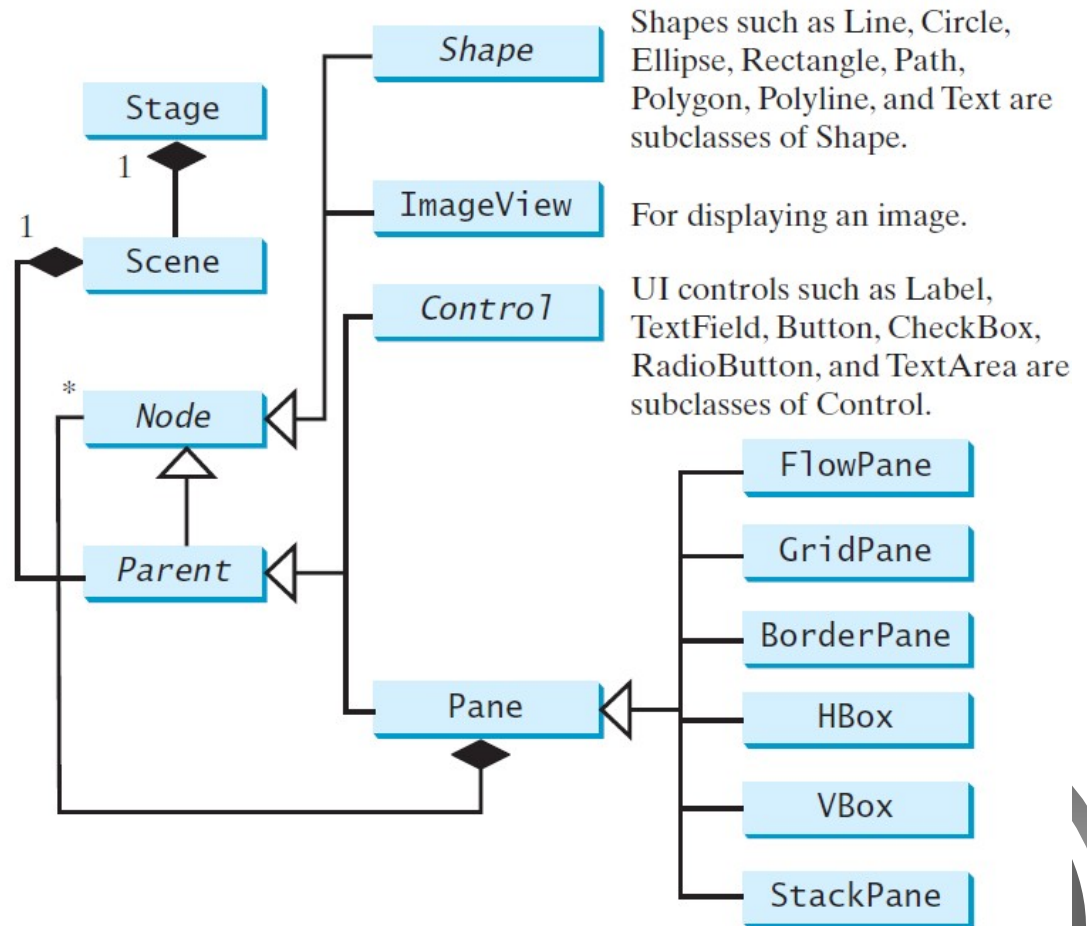 Shape
Shapes such as Line, Circle,
Ellipse, Rectangle, Path,
Polygon, Polyline, and Text are
subclasses of Shape.
Stage
1
ImageView
For displaying an image.
1
Scene
Control
UI controls such as Label,
TextField, Button, CheckBox,
RadioButton, and TextArea are
subclasses of Control.
*
Node
FlowPane
GridPane
Parent
BorderPane
Pane
HBox
VBox
StackPane